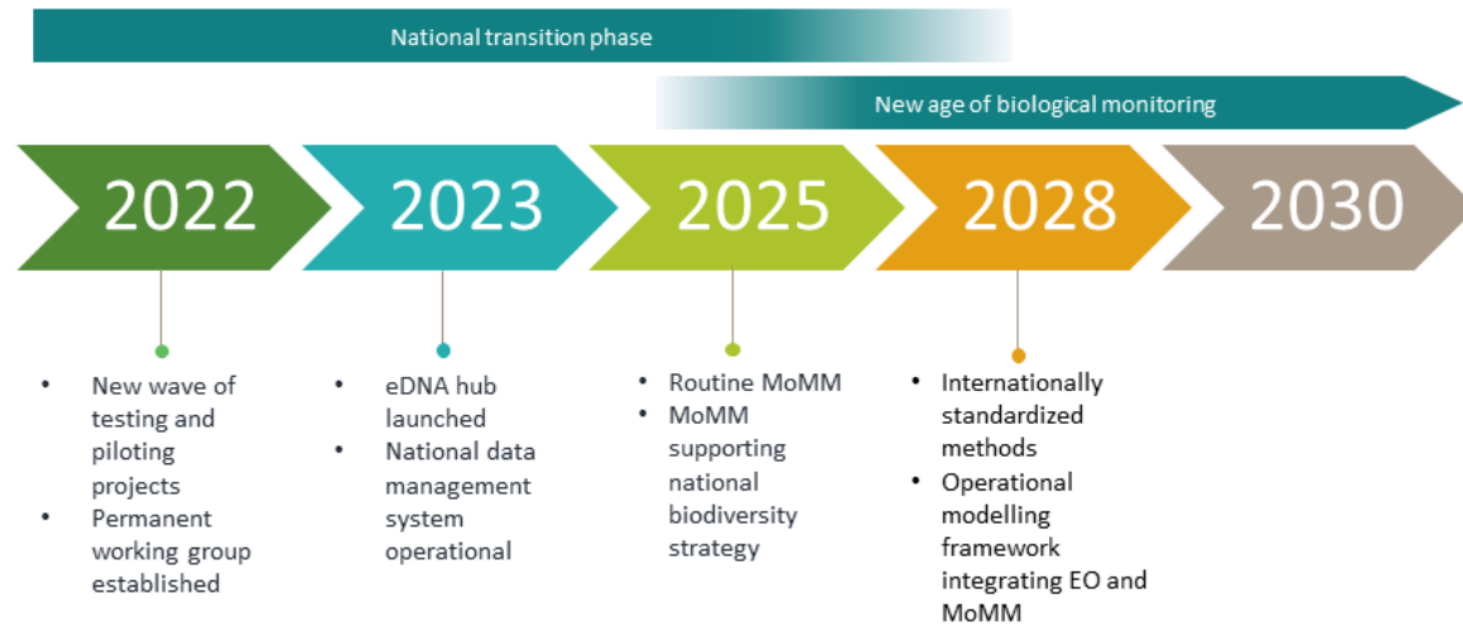 National transition phase
New age of biological monitoring
2022
2023
2025
2028
2030
• New wave of
testing and
piloting
projects
• Permanent
working group
established
• eDNA hub
launched
• National data
management
system
operational
• Routine MoMM
• MoMM
supporting
national
biodiversity
strategy
• Internationally
standardized
methods
• Operational
modelling
framework
integrating EO and
MoMM